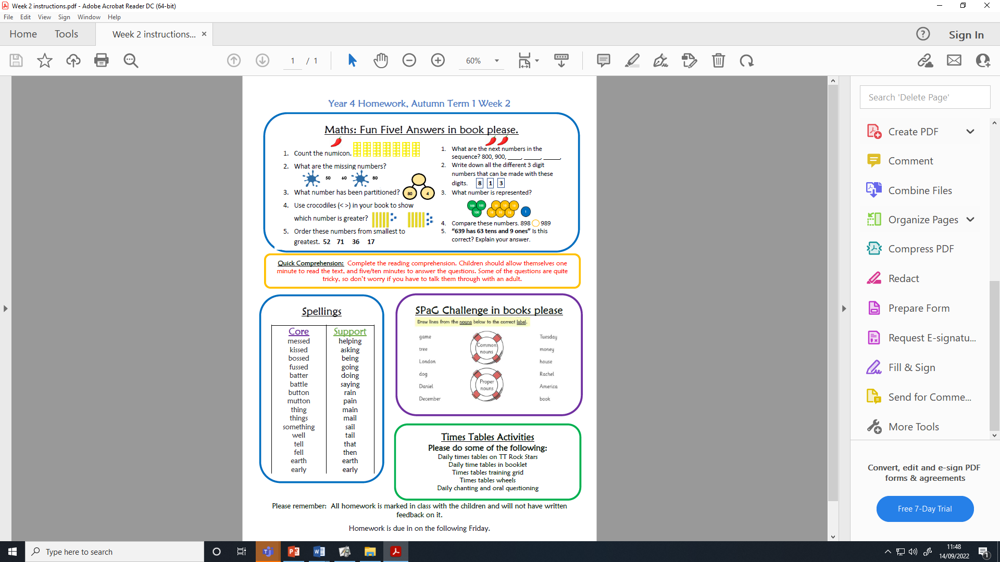 Week 2 instructions.pdf - Adobe Acrobat Reader DC (64-bit)
File Edit View Sign Window Help
Home Tools Week 2 instructions... × Sign In
1 / 1 60%
Search 'Delete Page'
Create PDF
Comment
Combine Files
Organize Pages
Compress PDF
Redact
Prepare Form
Request E-signatu...
Fill & Sign
Send for Comme...
More Tools
Convert, edit and e-sign PDF
forms & agreements
Free 7-Day Trial
Year 4 Homework, Autumn Term 1 Week 2
Maths: Fun Five! Answers in book please.
1. Count the numicon.
2. What are the missing numbers?
50 60 80
3. What number has been partitioned? 80 4
4. Use crocodiles (< >) in your book to show
which number is greater?
5. Order these numbers from smallest to
greatest. 52 71 36 17
1. What are the next numbers in the
sequence? 800, 900, ____, _____, _____,
2. Write down all the different 3 digit
numbers that can be made with these
digits. 8 1 3
3. What number is represented?
100 100 10 10 10
100 10 10 10 1
4. Compare these numbers. 898 989
5. “639 has 63 tens and 9 ones” Is this
correct? Explain your answer.
Quick Comprehension: Complete the reading comprehension. Children should allow themselves one
minute to read the text, and five/ten minutes to answer the questions. Some of the questions are quite
tricky, so don’t worry if you have to talk them through with an adult.
Spellings
Core Support
messed helping
kissed asking
bossed being
fussed going
batter doing
battle saying
button rain
mutton pain
thing main
things mail
something sail
well tail
tell that
fell then
earth earth
early early
SPaG Challenge in books please
Draw lines from the nouns below to the correct label.
game
tree
London
dog
Daniel
December
Common
nouns
Proper
nouns
Tuesday
money
house
Rachel
America
book
Times Tables Activities
Please do some of the following:
Daily times tables on TT Rock Stars
Daily time tables in booklet
Times tables training grid
Times tables wheels
Daily chanting and oral questioning
Please remember: All homework is marked in class with the children and will not have written
feedback on it.
Homework is due in on the following Friday.
Type here to search
11:48
14/09/2022
1